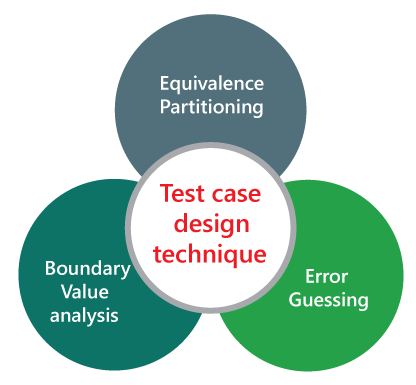 Equivalence
Partitioning
Test case
design
technique
Boundary
Value
analysis
Error
Guessing